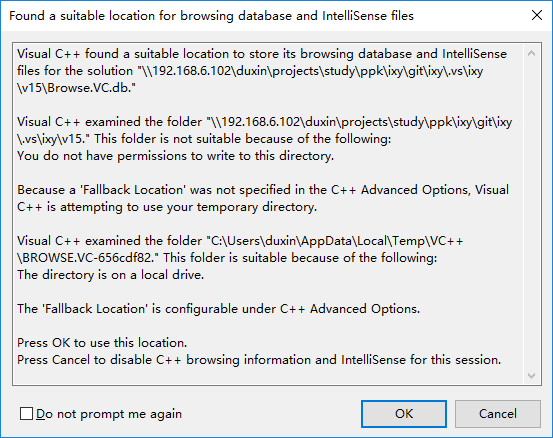 Found a suitable location for browsing database and IntelliSense files
Visual C++ found a suitable location to store its browsing database and IntelliSense
files for the solution "\\192.168.6.102\duxin\projects\study\ppk\ixy\git\ixy\.vs\ixy
\v15\Browse.VC.db."
Visual C++ examined the folder "\\192.168.6.102\duxin\projects\study\ppk\ixy\git\ixy
\.vs\ixy\v15." This folder is not suitable because of the following:
You do not have permissions to write to this directory.
Because a 'Fallback Location' was not specified in the C++ Advanced Options, Visual
C++ is attempting to use your temporary directory.
Visual C++ examined the folder "C:\Users\duxin\AppData\Local\Temp\VC++
\BROWSE.VC-656cdf82." This folder is suitable because of the following:
The directory is on a local drive.
The 'Fallback Location' is configurable under C++ Advanced Options.
Press OK to use this location.
Press Cancel to disable C++ browsing information and IntelliSense for this session.
Do not prompt me again
OK
Cancel